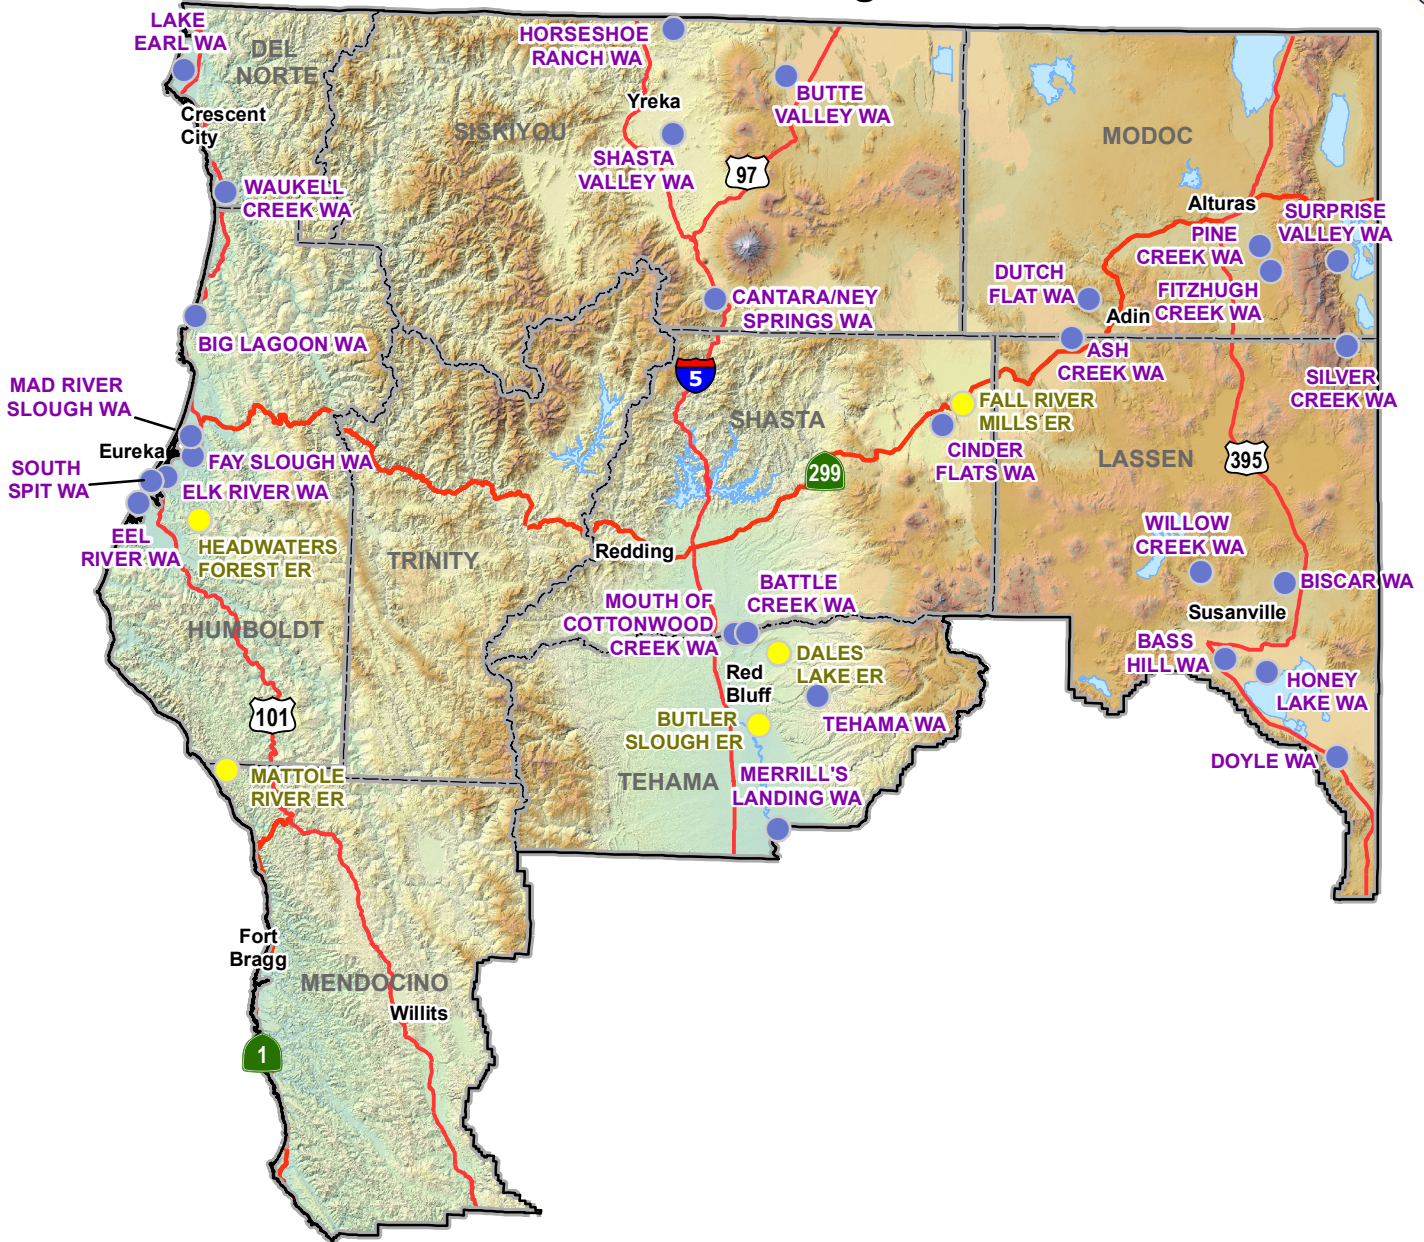 LAKE
EARL WA
DEL
NORTE
HORSESHOE
RANCH WA
Yreka
BUTTE
VALLEY WA
Crescent
City
SISKIYOU
MODOC
SHASTA
VALLEY WA
97
WAUKELL
CREEK WA
Alturas
SURPRISE
VALLEY WA
PINE
CREEK WA
DUTCH
FLAT WA
FITZHUGH
CREEK WA
CANTARA/NEY
SPRINGS WA
Adin
BIG LAGOON WA
ASH
CREEK WA
5
SILVER
CREEK WA
MAD RIVER
SLOUGH WA
SHASTA
FALL RIVER
MILLS ER
Eureka
FAY SLOUGH WA
CINDER
FLATS WA
LASSEN
395
299
SOUTH
SPIT WA
ELK RIVER WA
EEL
RIVER WA
HEADWATERS
FOREST ER
TRINITY
Redding
WILLOW
CREEK WA
BISCAR WA
BATTLE
CREEK WA
MOUTH OF
COTTONWOOD
CREEK WA
Susanville
HUMBOLDT
BASS
HILL WA
DALES
LAKE ER
Red
Bluff
HONEY
LAKE WA
101
BUTLER
SLOUGH ER
TEHAMA WA
DOYLE WA
MATTOLE
RIVER ER
TEHAMA
MERRILL'S
LANDING WA
Fort
Bragg
MENDOCINO
Willits
1